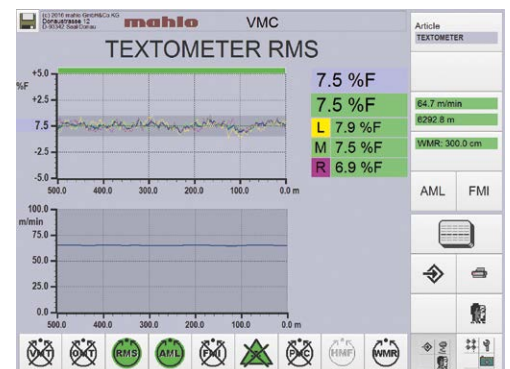 (c) 2010 mahlo GmbH&Co KG
Donaustrasse 12
D-93342 Saal/Donau
mahlo
VMC
TEXTOMETER RMS
Article
TEXTOMETER
%F
+5.0
+2.5
7.5
-2.5
-5.0
500.0 400.0 300.0 200.0 100.0 0.0 m
7.5 %F
7.5 %F
L 7.9 %F
M 7.5 %F
R 6.9 %F
64.7 m/min
6292.8 m
WMR: 300.0 cm
AML FMI
100.0
m/min
75.0
50.0
25.0
0.0
500.0 400.0 300.0 200.0 100.0 0.0 m
VMT OMT RMS AML FMI PMC HMF WMR